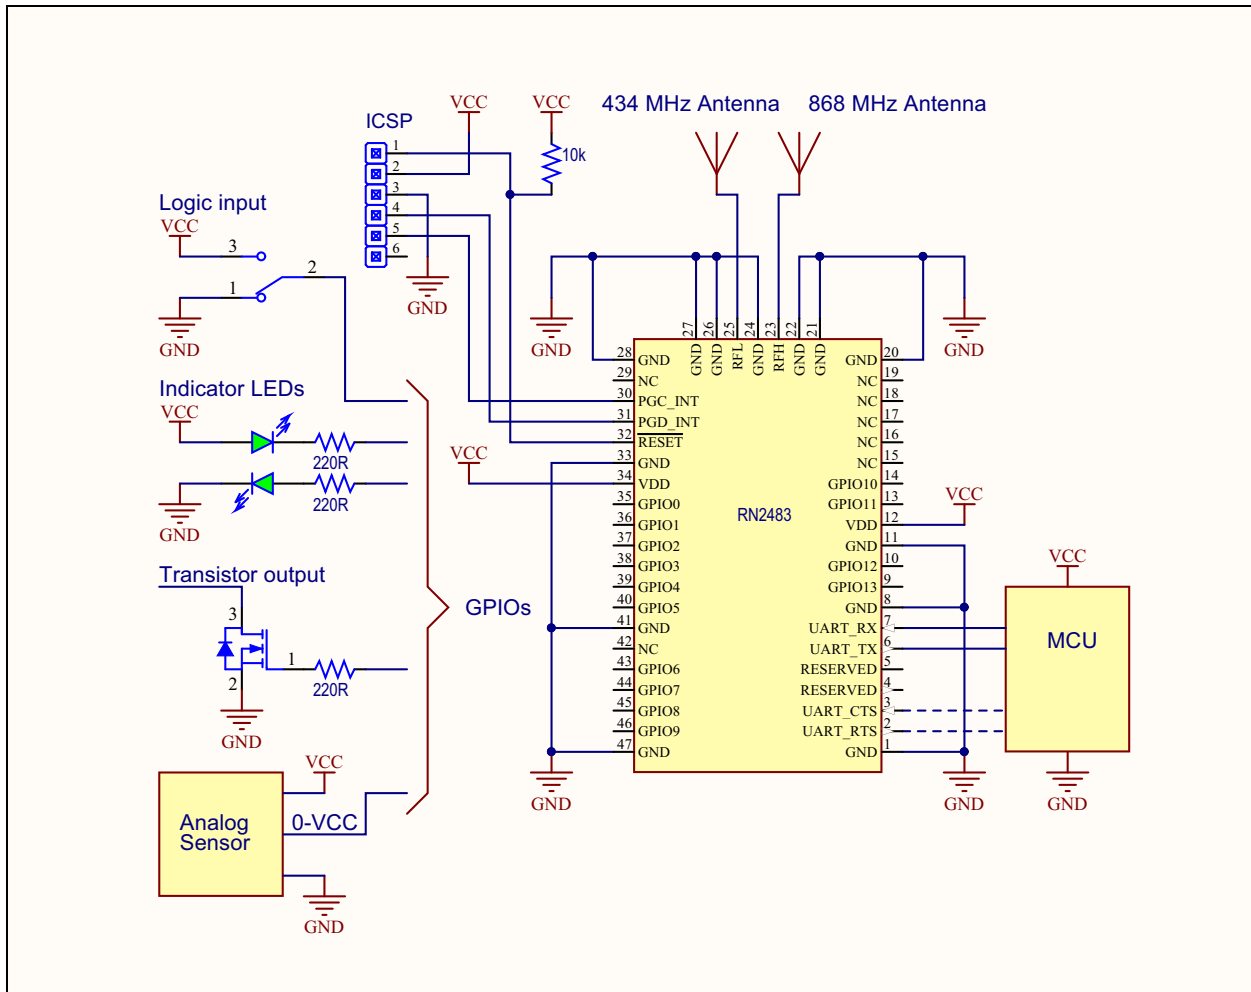 434 MHz Antenna
868 MHz Antenna
VCC
VCC
ICSP
1
2
3
4
5
6
10k
GND
Logic input
VCC
3
2
1
GND
Indicator LEDs
VCC
220R
220R
GND
Transistor output
3
1
2
220R
GND
VCC
Analog
Sensor
0-VCC
GND
GPIOs
VCC
GND
GND
27
26
25
24
23
22
21
GND
GND
RFL
GND
RFH
GND
GND
28 GND
29 NC
30 PGC_INT
31 PGD_INT
32 RESET
33 GND
34 VDD
35 GPIO0
36 GPIO1
37 GPIO2
38 GPIO3
39 GPIO4
40 GPIO5
41 GND
42 NC
43 GPIO6
44 GPIO7
45 GPIO8
46 GPIO9
47 GND
RN2483
GND 20
NC 19
NC 18
NC 17
NC 16
NC 15
GPIO10 14
GPIO11 13
VDD 12
GND 11
GPIO12 10
GPIO13 9
GND 8
UART_RX 7
UART_TX 6
RESERVED 5
RESERVED 4
UART_CTS 3
UART_RTS 2
GND 1
VCC
VCC
MCU
GND
GND
GND